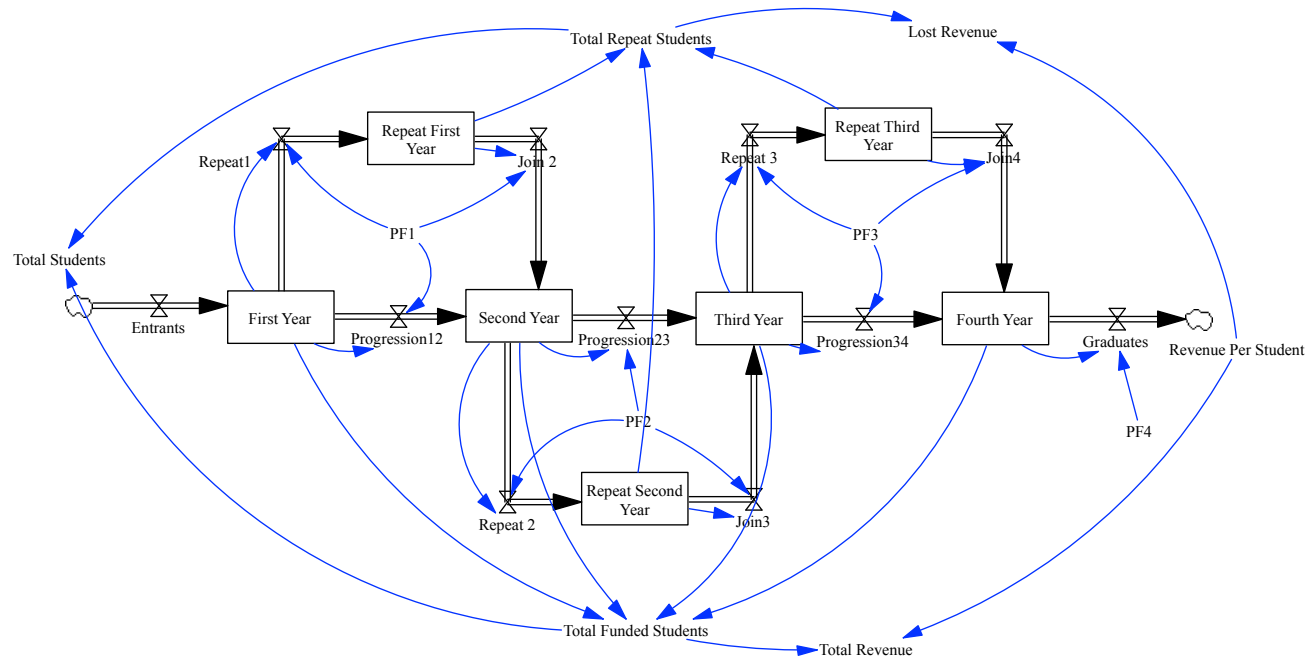 Total Repeat Students
Lost Revenue
Repeat First
Year
Repeat Third
Year
Repeat1
Join 2
Repeat 3
Join4
PF1
PF3
Total Students
Entrants
First Year
Progression12
Second Year
Progression23
Third Year
Progression34
Fourth Year
Graduates
Revenue Per Student
PF2
PF4
Repeat Second
Year
Repeat 2
Join3
Total Funded Students
Total Revenue